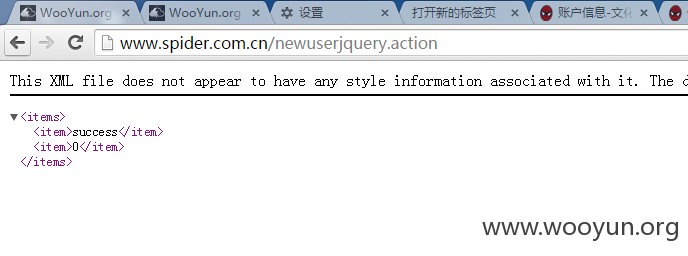 WooYun.org
WooYun.org
设置
打开新的标签页
账户信息-文化
www.spider.com.cn/newuserjquery.action
This XML file does not appear to have any style information associated with it. The d
<items>
<item>success</item>
<item>0</item>
</items>
www.wooyun.org